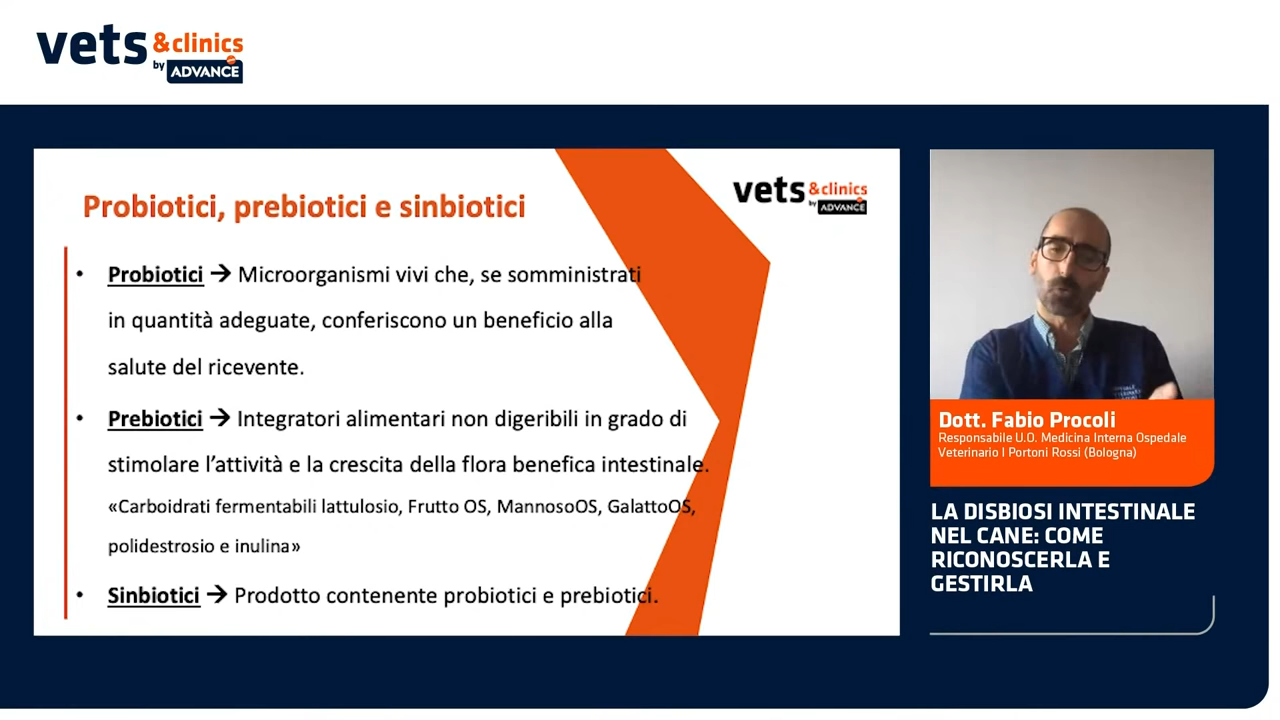 vets &clinics
by ADVANCE
Probiotici, prebiotici e sinbiotici
vets &clinics
by ADVANCE
• Probiotici → Microorganismi vivi che, se somministrati
in quantità adeguate, conferiscono un beneficio alla
salute del ricevente.
• Prebiotici → Integratori alimentari non digeribili in grado di
stimolare l’attività e la crescita della flora benefica intestinale.
«Carboidrati fermentabili lattulosio, Frutto OS, MannosoOS, GalattoOS,
polidestrosio e inulina»
• Sinbiotici → Prodotto contenente probiotici e prebiotici.
Dott. Fabio Procoli
Responsabile U.O. Medicina Interna Ospedale
Veterinario I Portoni Rossi (Bologna)
LA DISBIOSI INTESTINALE
NEL CANE: COME
RICONOSCERLA E
GESTIRLA